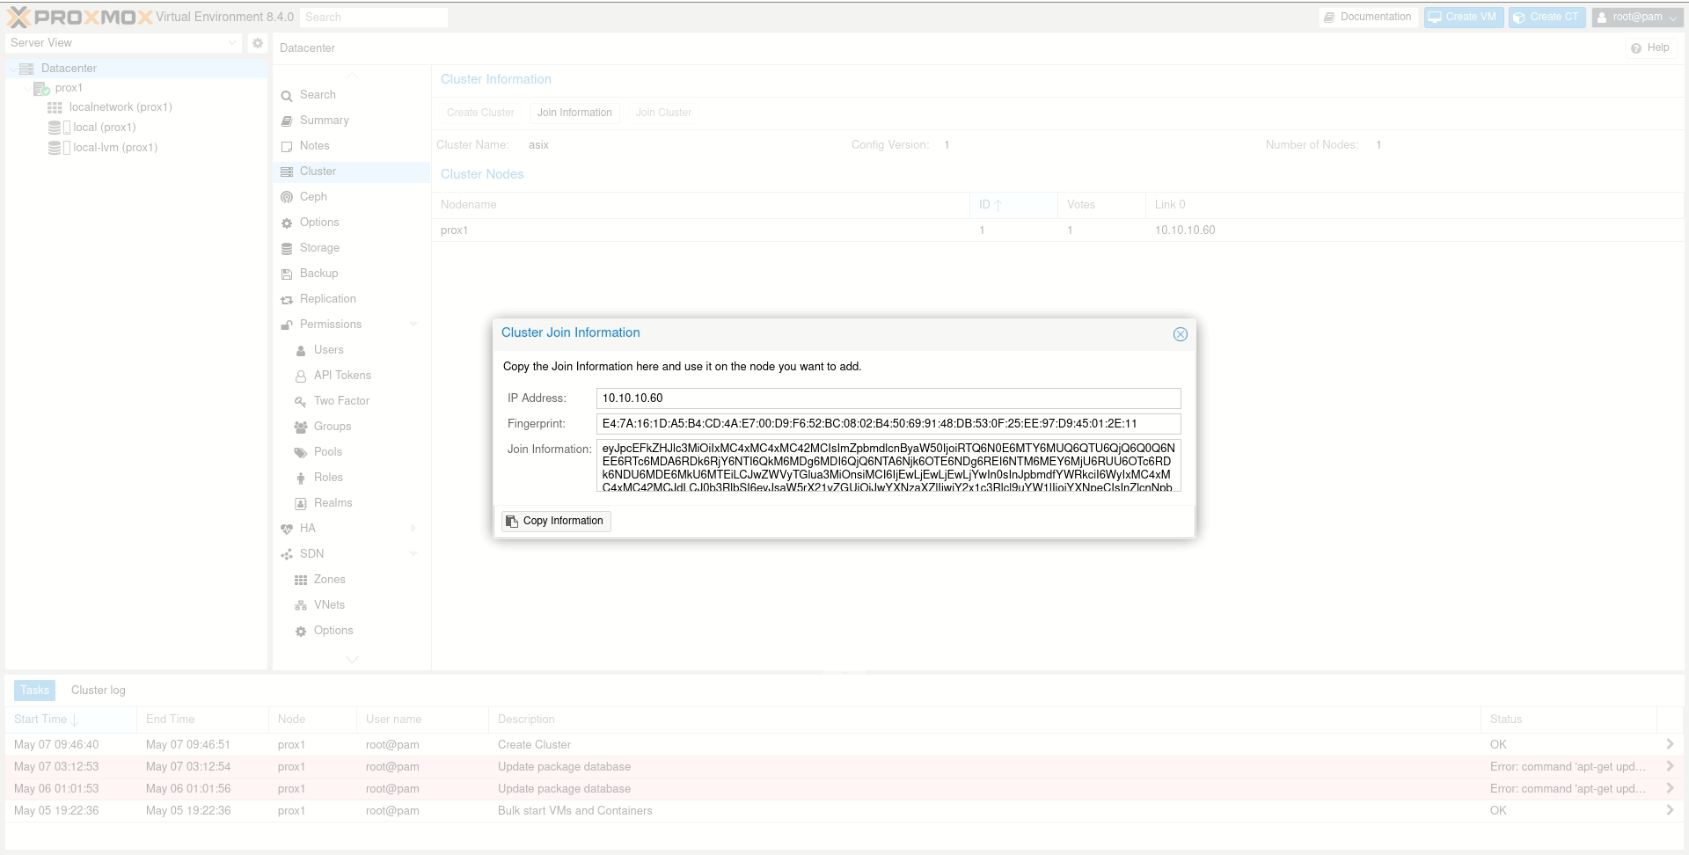 PROXMOX Virtual Environment 8.4.0 Search Documentation Create VM Create CT root@pam
Server View
Datacenter
prox1
localnetwork (prox1)
local (prox1)
local-lvm (prox1)
Datacenter Help
Search
Summary
Notes
Cluster
Ceph
Options
Storage
Backup
Replication
Permissions
Users
API Tokens
Two Factor
Groups
Pools
Roles
Realms
HA
SDN
Zones
VNets
Options
Cluster Information
Create Cluster Join Information Join Cluster
Cluster Name: asix Config Version: 1 Number of Nodes: 1
Cluster Nodes
Nodename ID Votes Link 0
prox1 1 1 10.10.10.60
Cluster Join Information
Copy the Join Information here and use it on the node you want to add.
IP Address: 10.10.10.60
Fingerprint: E4:7A:16:1D:A5:B4:CD:4A:E7:00:D9:F6:52:BC:08:02:B4:50:69:91:48:DB:53:0F:25:EE:97:D9:45:01:2E:11
Join Information:
Copy Information
Tasks Cluster log
Start Time End Time Node User name Description Status
May 07 09:46:40 May 07 09:46:51 prox1 root@pam Create Cluster OK
May 07 03:12:53 May 07 03:12:54 prox1 root@pam Update package database Error: command 'apt-get upd...
May 06 01:01:53 May 06 01:01:56 prox1 root@pam Update package database Error: command 'apt-get upd...
May 05 19:22:36 May 05 19:22:36 prox1 root@pam Bulk start VMs and Containers OK